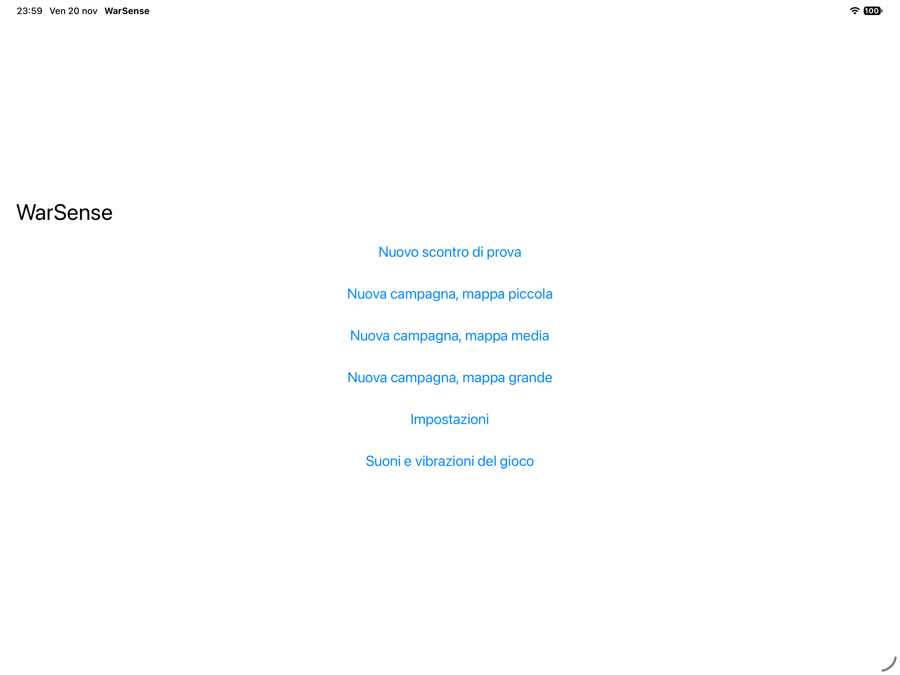 23:59 Ven 20 nov WarSense
100
WarSense
Nuovo scontro di prova
Nuova campagna, mappa piccola
Nuova campagna, mappa media
Nuova campagna, mappa grande
Impostazioni
Suoni e vibrazioni del gioco